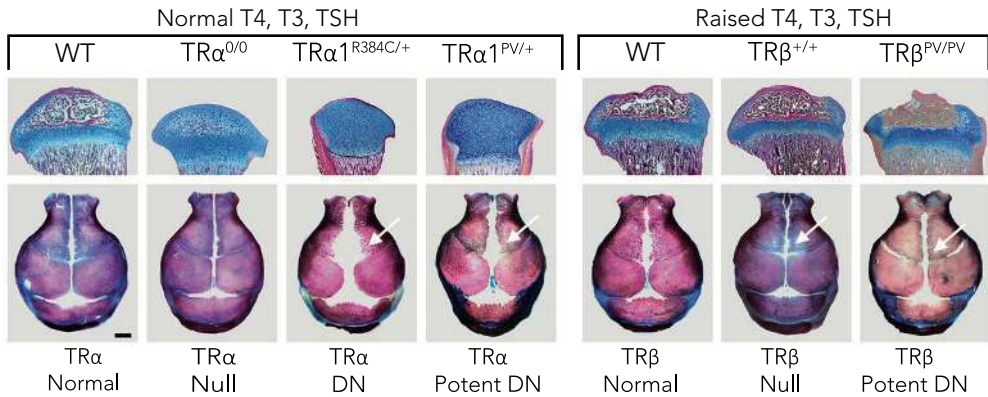 Normal T4, T3, TSH
Raised T4, T3, TSH
WT TRα0/0 TRα1R384C/+ TRα1PV/+ WT TRβ+/+ TRβPV/PV
TRα TRα TRα TRα TRβ TRβ TRβ
Normal Null DN Potent DN Normal Null Potent DN